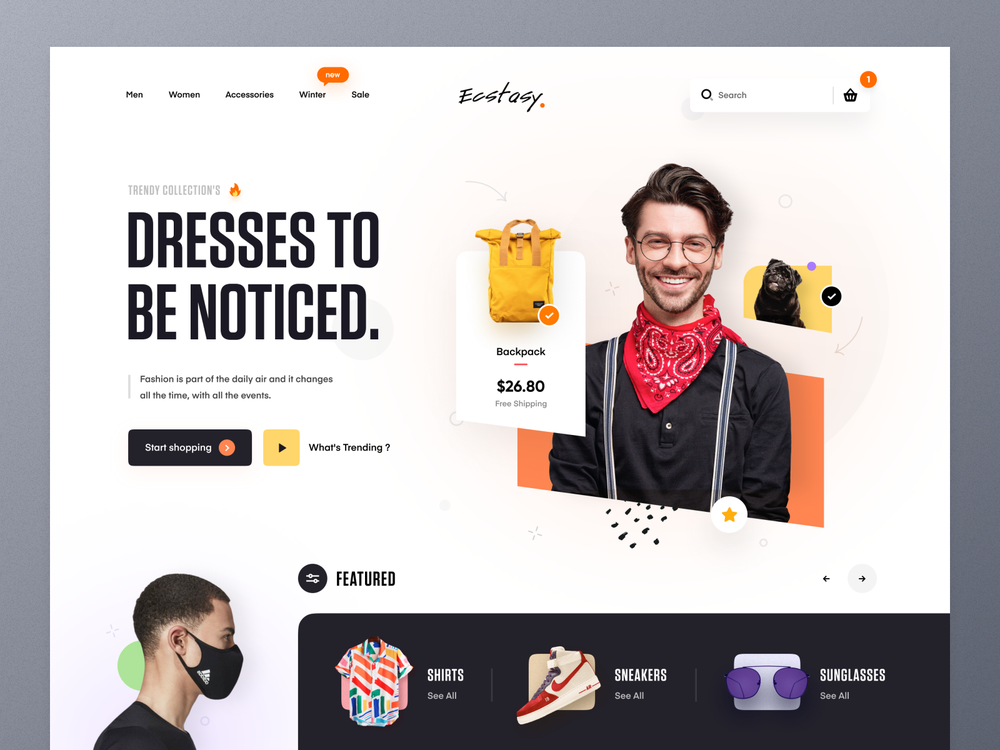 new
Men Women Accessories Winter Sale
Ecstasy.
Search
1
TRENDY COLLECTION'S
DRESSES TO
BE NOTICED.
Fashion is part of the daily air and it changes
all the time, with all the events.
Start shopping
What's Trending ?
Backpack
$26.80
Free Shipping
FEATURED
adidas
SHIRTS
See All
SNEAKERS
See All
SUNGLASSES
See All